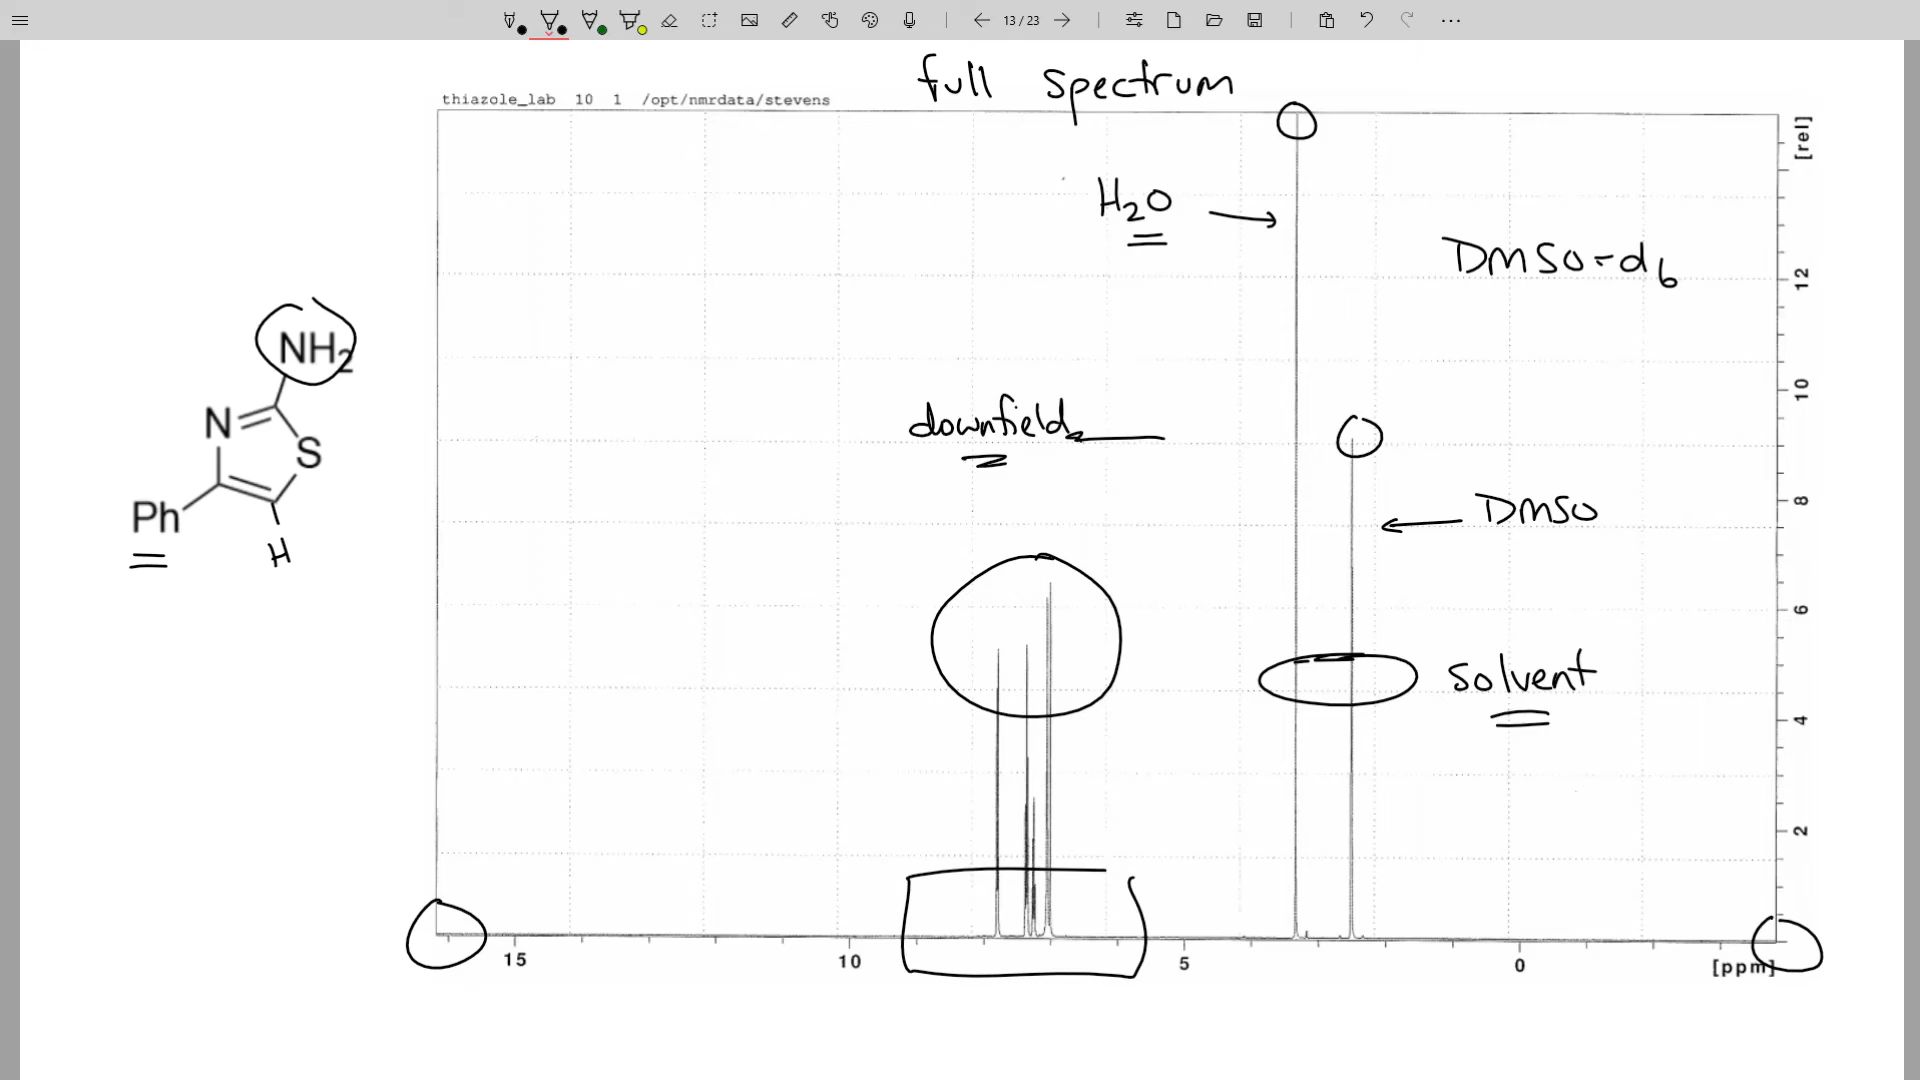 13 / 23
full spectrum
thiazole_lab 10 1 /opt/nmrdata/stevens
[rel]
H2O
DMSO-d6
12
NH2
10
downfield
N
S
8
DMSO
Ph
H
6
solvent
4
2
15 10 5 0 [ppm]